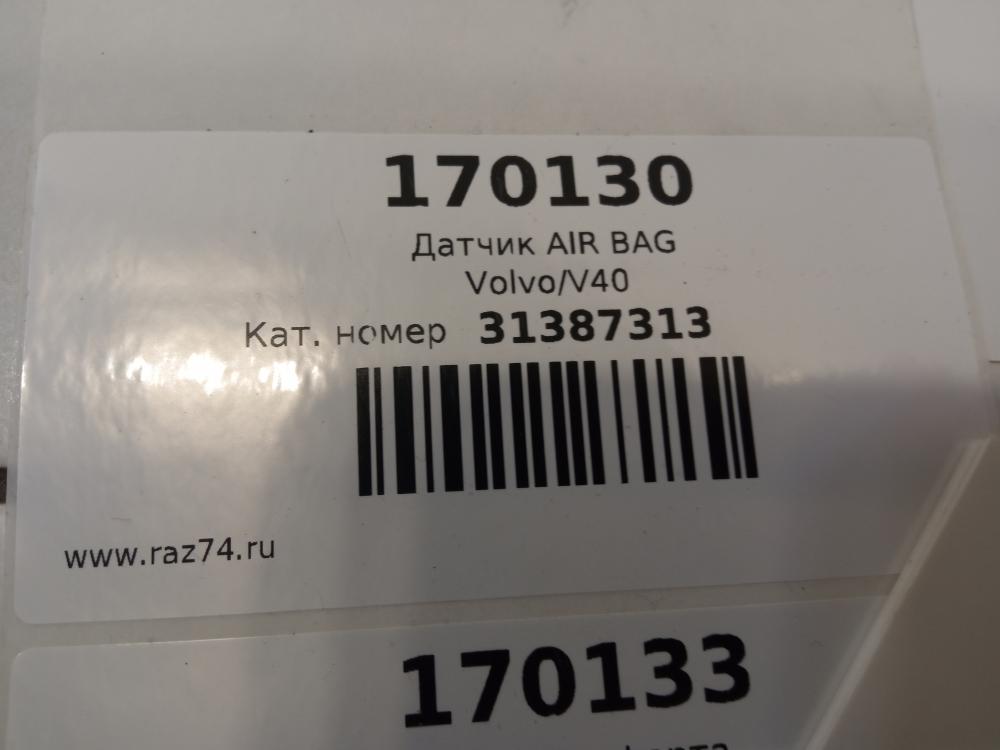 170130
Датчик AIR BAG
Volvo/V40
Кат. номер 31387313
www.raz74.ru
170133